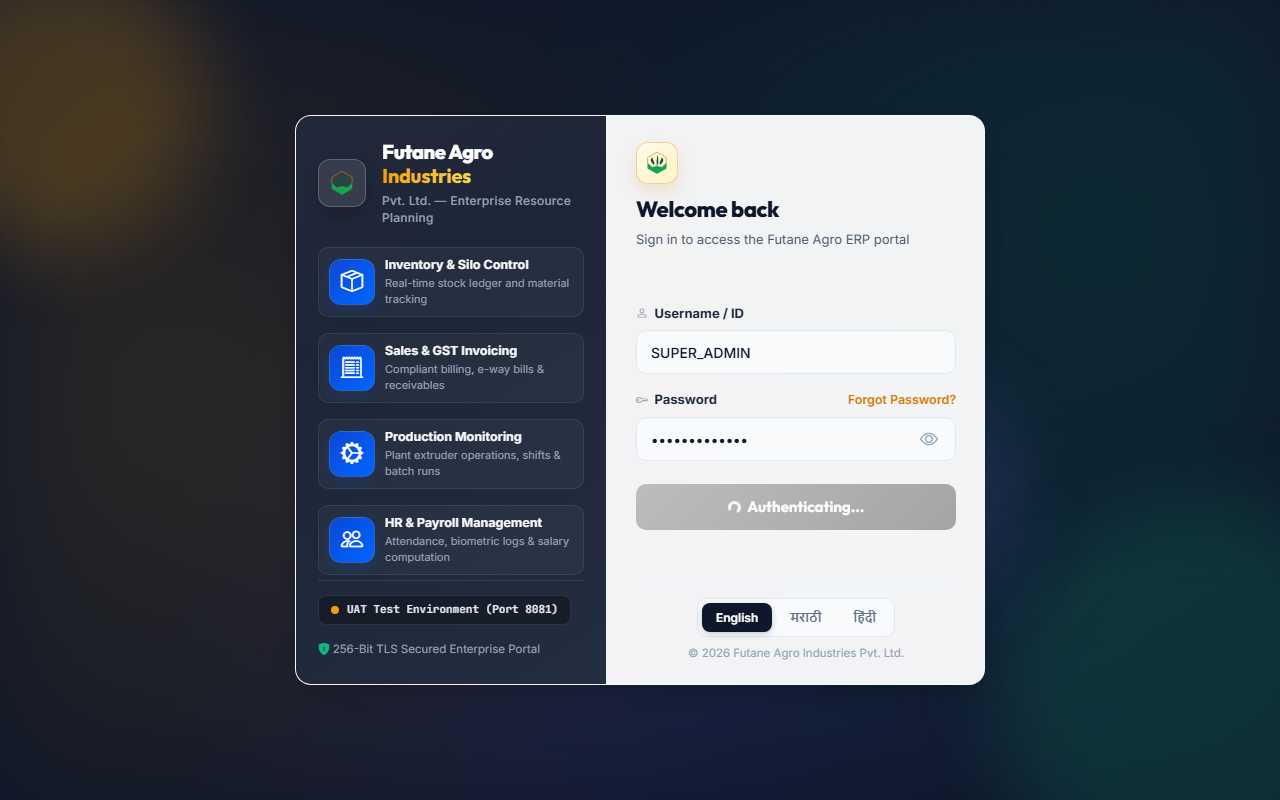 Futane Agro
Industries
Pvt. Ltd. — Enterprise Resource
Planning
Inventory & Silo Control
Real-time stock ledger and material
tracking
Sales & GST Invoicing
Compliant billing, e-way bills &
receivables
Production Monitoring
Plant extruder operations, shifts &
batch runs
HR & Payroll Management
Attendance, biometric logs & salary
computation
UAT Test Environment (Port 8081)
256-Bit TLS Secured Enterprise Portal
Welcome back
Sign in to access the Futane Agro ERP portal
Username / ID
SUPER_ADMIN
Password Forgot Password?
•••••••••••••
Authenticating...
English मराठी हिंदी
© 2026 Futane Agro Industries Pvt. Ltd.